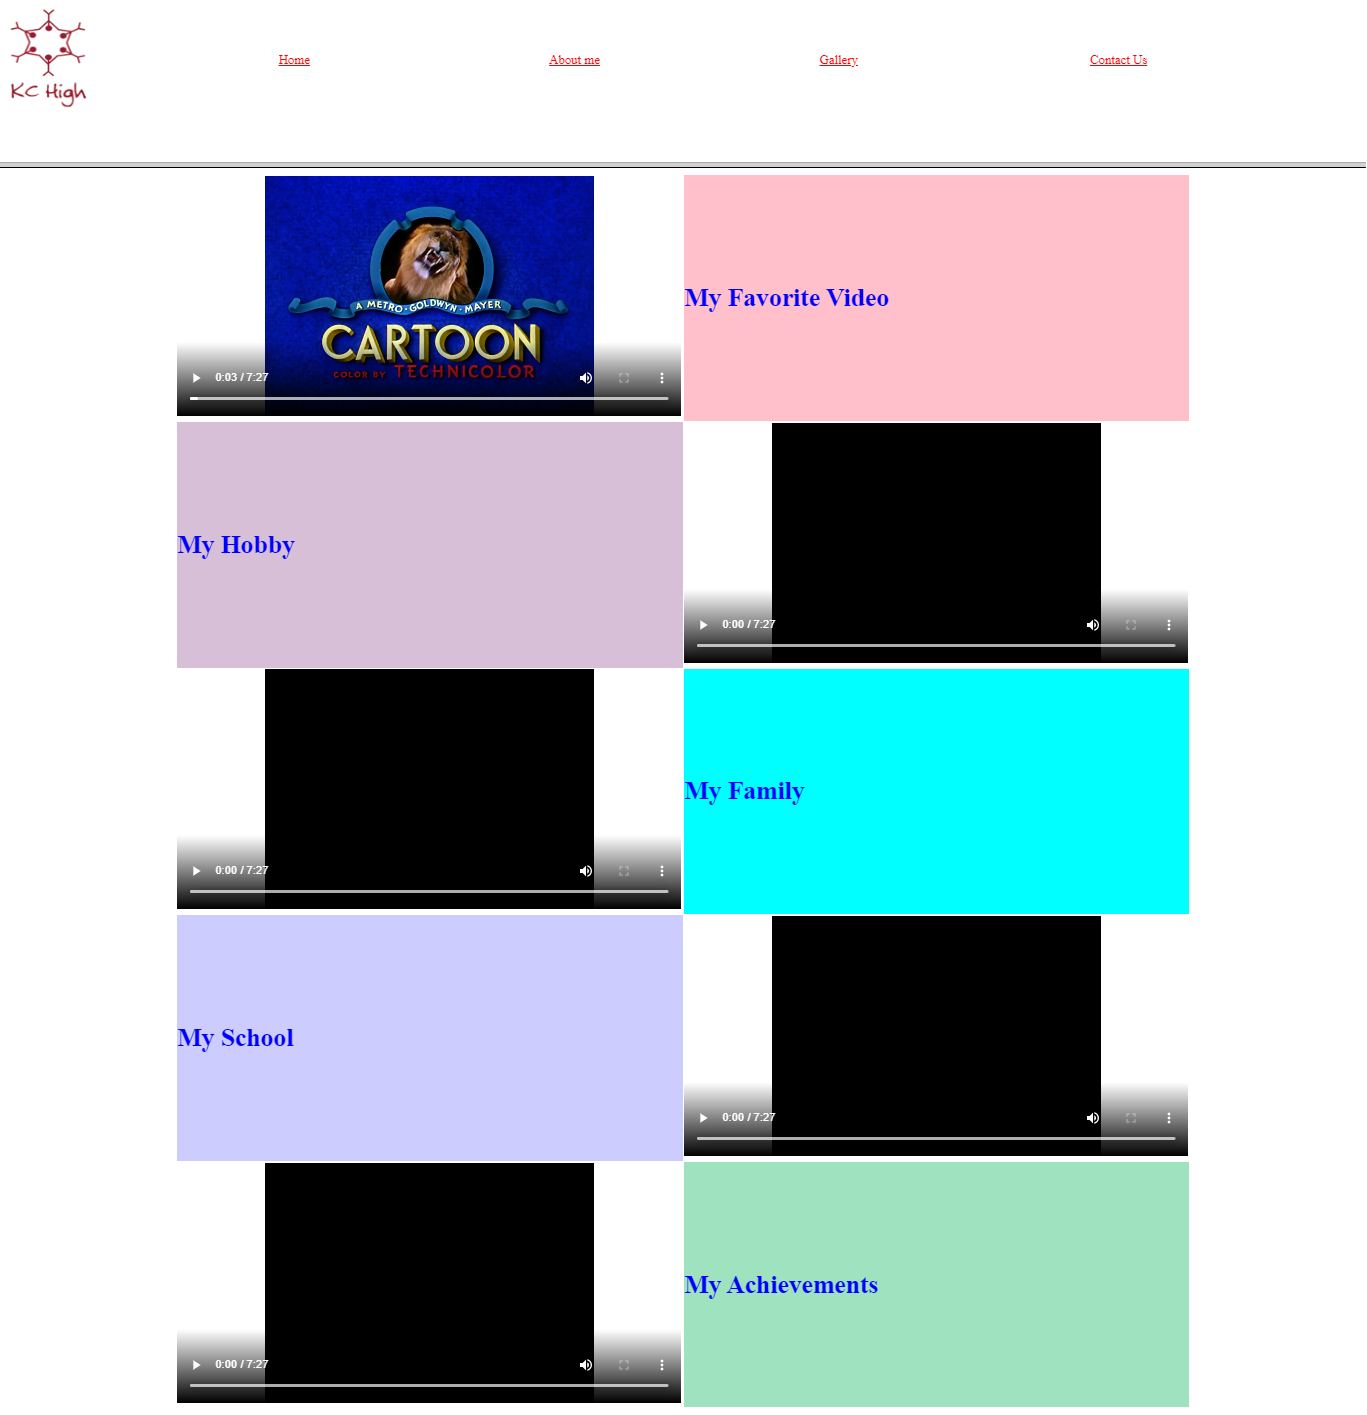 KC High
Home
About me
Gallery
Contact Us
A METRO·GOLDWYN·MAYER
CARTOON
COLOR BY TECHNICOLOR
0:03 / 7:27
My Favorite Video
My Hobby
0:00 / 7:27
0:00 / 7:27
My Family
My School
0:00 / 7:27
0:00 / 7:27
My Achievements